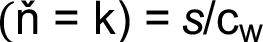 (ň = k) = s/cw